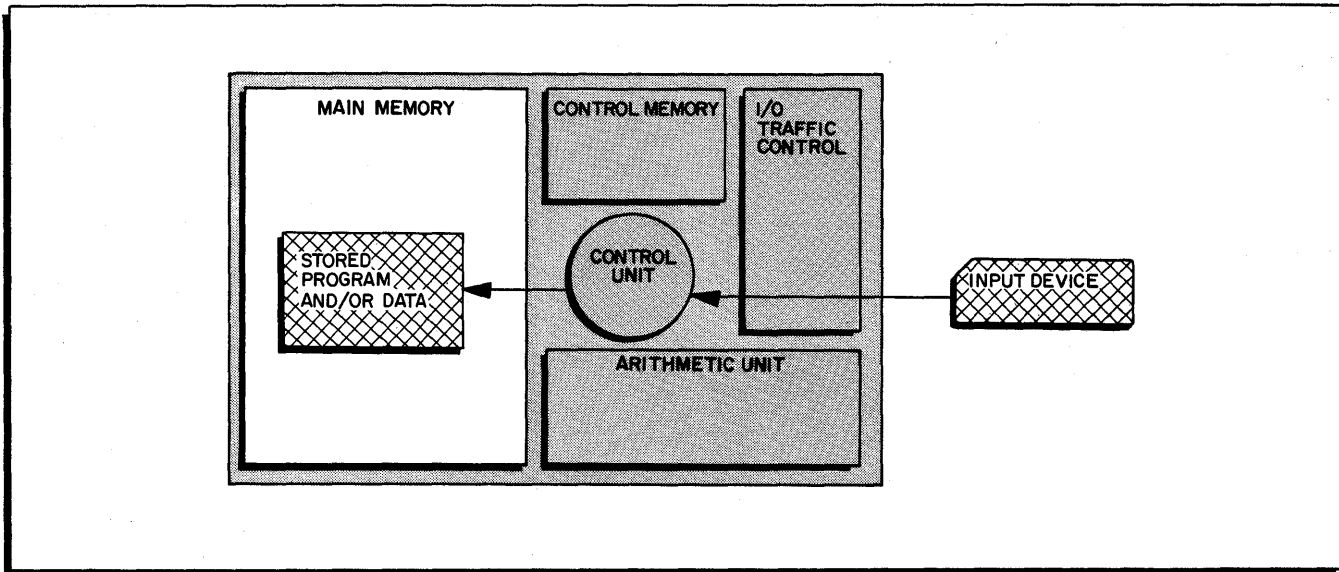 MAIN MEMORY
CONTROL MEMORY
I/O
TRAFFIC
CONTROL
STORED
PROGRAM
AND/OR DATA
CONTROL
UNIT
INPUT DEVICE
ARITHMETIC UNIT